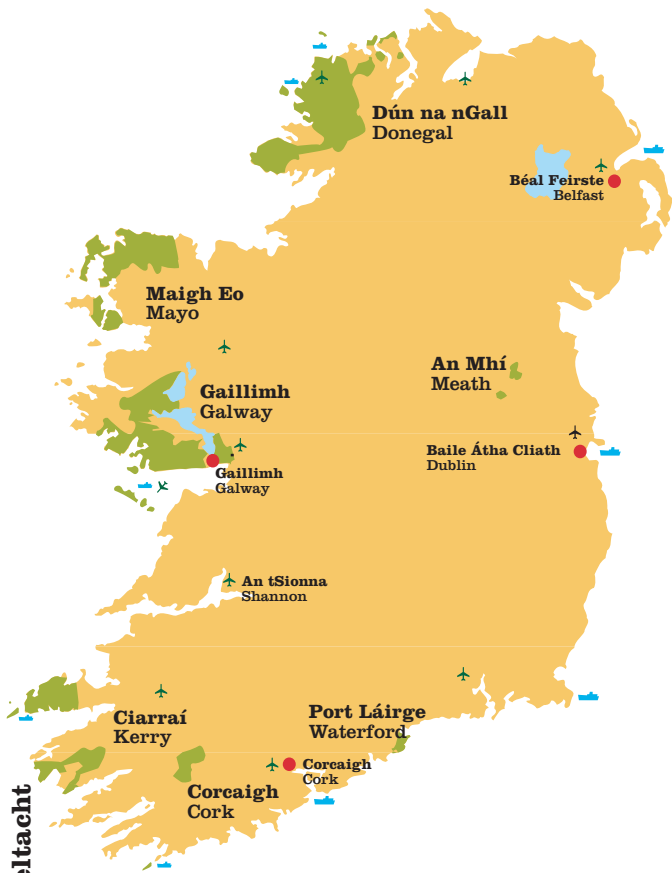 Dún na nGall
Donegal
Béal Feirste
Belfast
Maigh Eo
Mayo
An Mhí
Meath
Gaillimh
Galway
Baile Átha Cliath
Dublin
Gaillimh
Galway
An tSionna
Shannon
Port Láirge
Waterford
Ciarraí
Kerry
Corcaigh
Cork
Corcaigh
Cork
eltacht